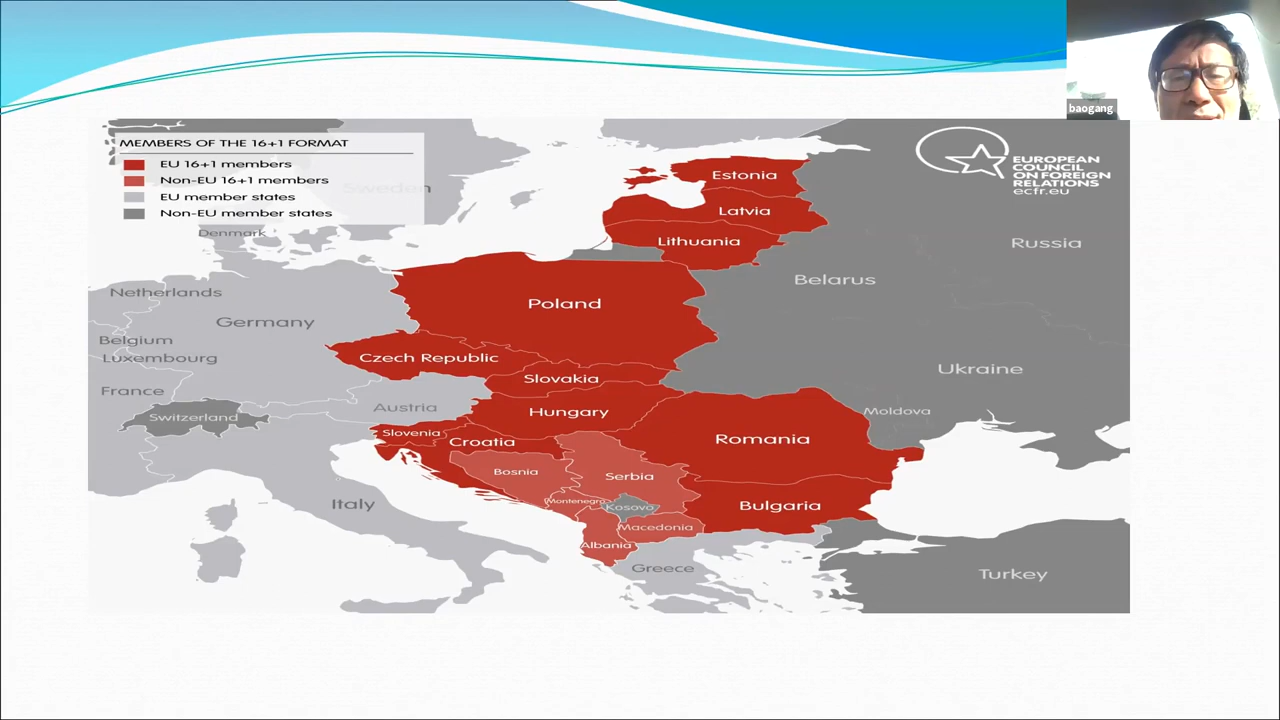 baogang
MEMBERS OF THE 16+1 FORMAT
EU 16+1 members
Non-EU 16+1 members
EU member states
Non-EU member states
EUROPEAN
COUNCIL
ON FOREIGN
RELATIONS
ecfr.eu
Sweden
Estonia
Latvia
Lithuania
Denmark
Russia
Belarus
Netherlands
Poland
Germany
Belgium
Luxembourg
Czech Republic
Ukraine
Slovakia
France
Austria
Hungary
Moldova
Switzerland
Slovenia
Croatia
Romania
Bosnia
Serbia
Italy
Montenegro
Kosovo
Bulgaria
Macedonia
Albania
Greece
Turkey